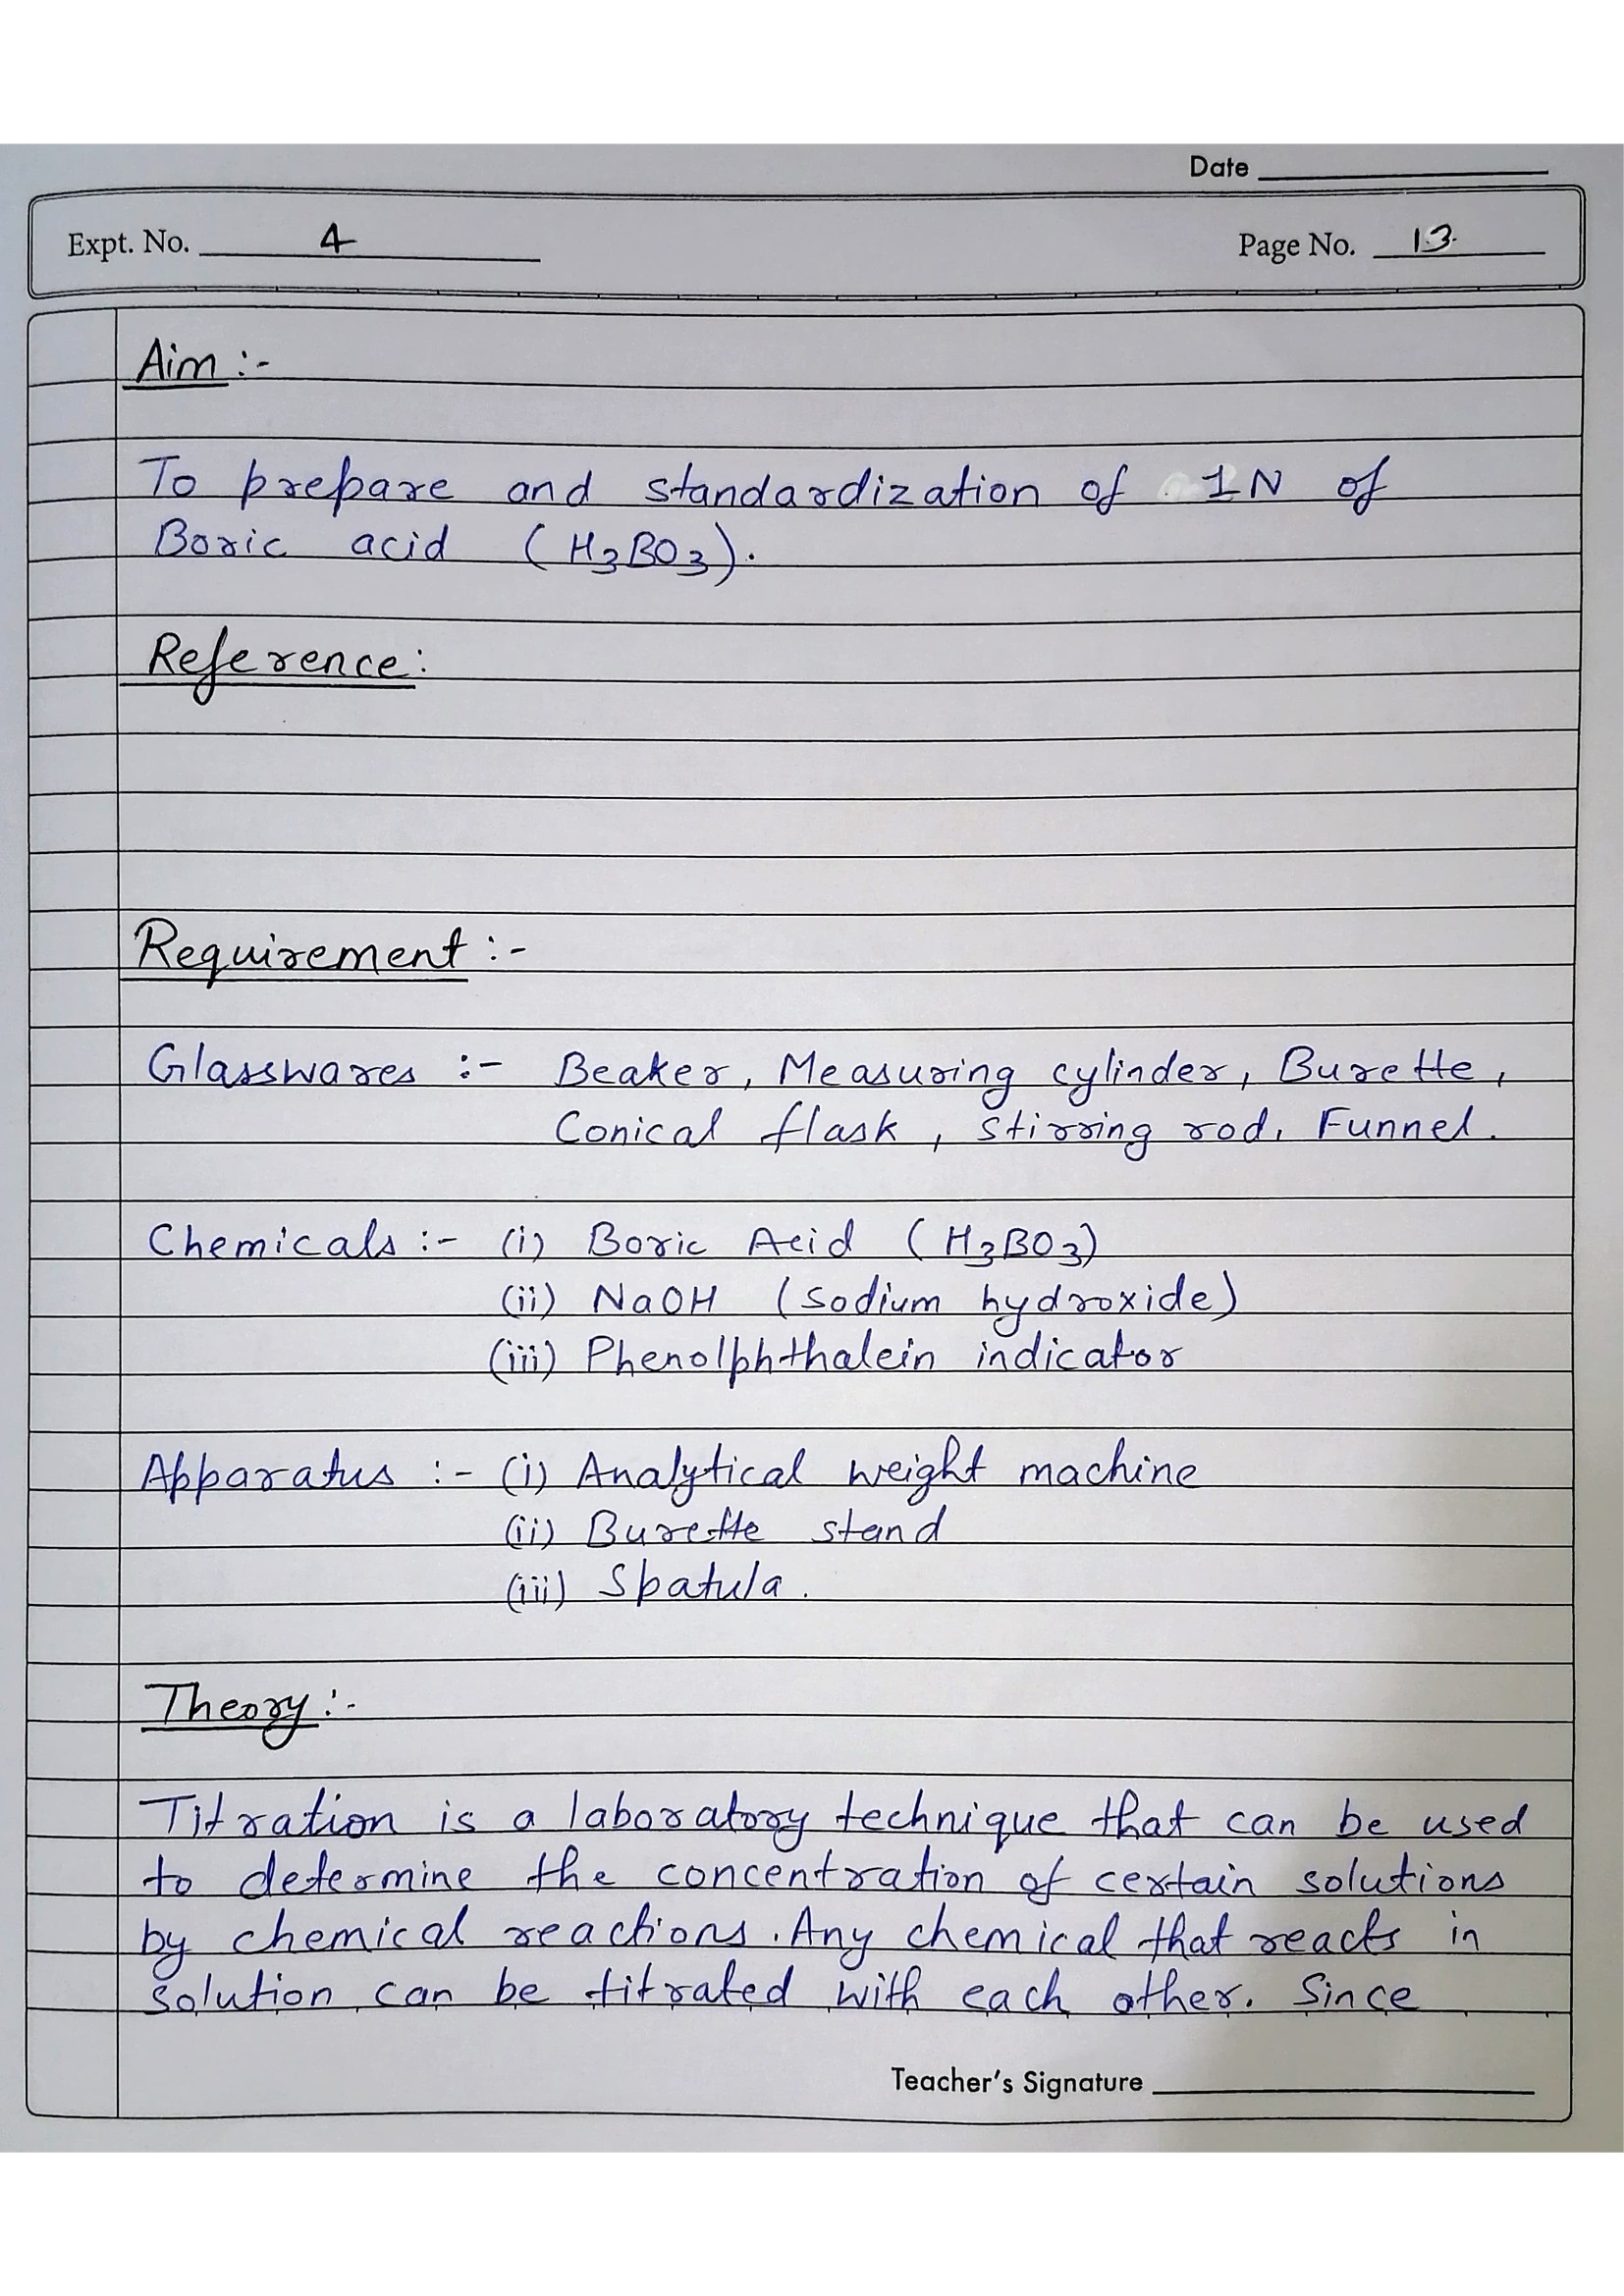 Date
Expt. No. 4
Page No. 13.
Aim :-
To prepare and standardization of 1N of
Boric acid (H3BO3).
Reference:
Requirement :-
Glasswares :- Beaker, Measuring cylinder, Burette,
Conical flask, Stirring rod, Funnel.
Chemicals :- (i) Boric Acid (H3BO3)
(ii) NaOH (sodium hydroxide)
(iii) Phenolphthalein indicator
Apparatus :- (i) Analytical weight machine
(ii) Burette stand
(iii) Spatula.
Theory :-
Titration is a laboratory technique that can be used
to determine the concentration of certain solutions
by chemical reactions. Any chemical that reacts in
solution can be titrated with each other. Since
Teacher's Signature